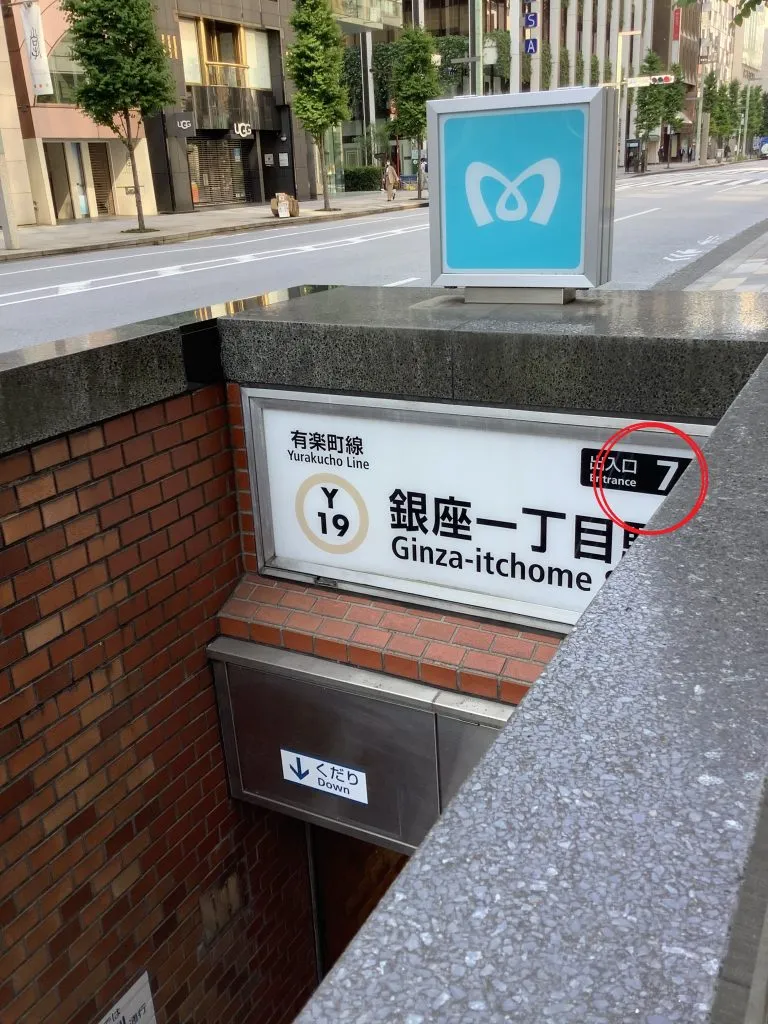 UGG
UGG
S
A
有楽町線
Yurakucho Line
Y
19
出入口
Entrance
7
銀座一丁目
Ginza-itchome
くだり
Down